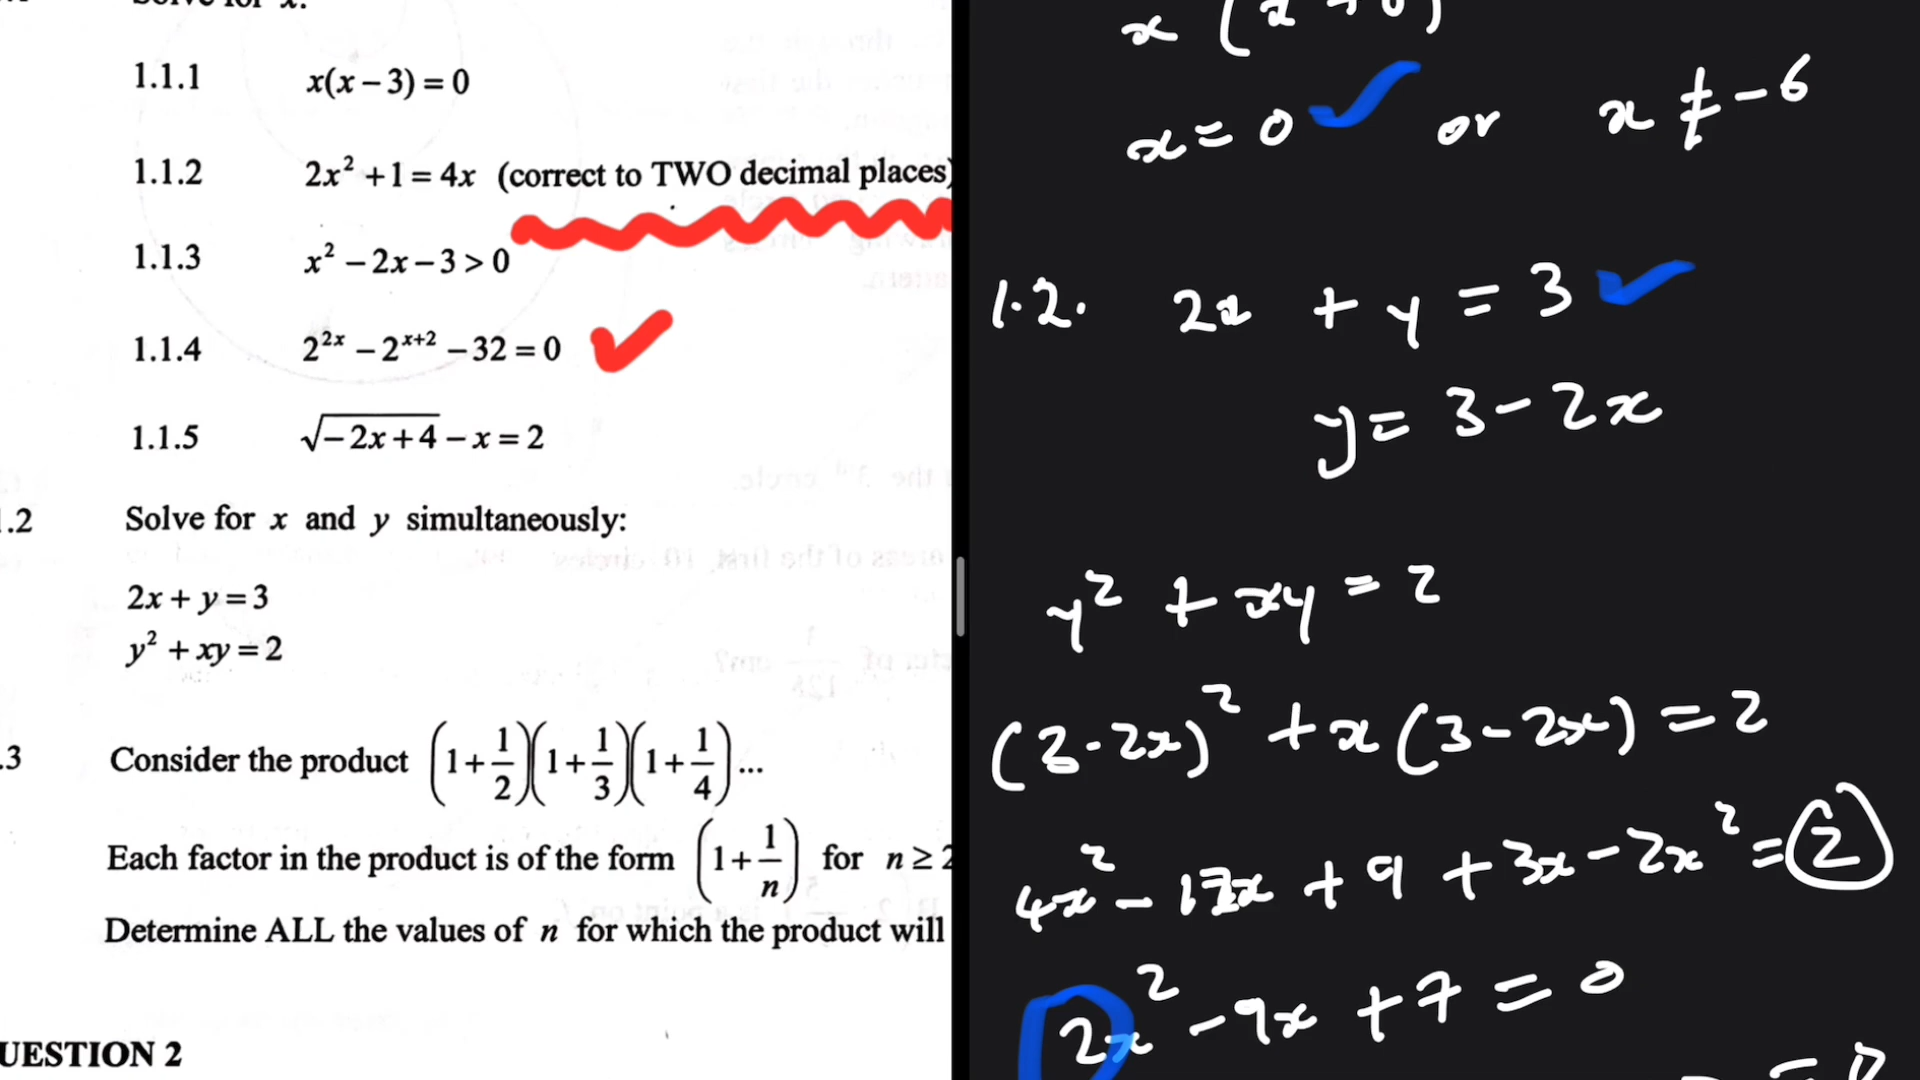 Solve for x:
1.1.1 x(x – 3) = 0
1.1.2 2x² + 1 = 4x (correct to TWO decimal places)
1.1.3 x² – 2x – 3 > 0
1.1.4 2²ˣ – 2ˣ⁺² – 32 = 0
1.1.5 √(–2x + 4) – x = 2
.2 Solve for x and y simultaneously:
2x + y = 3
y² + xy = 2
.3 Consider the product (1 + 1/2)(1 + 1/3)(1 + 1/4)...
Each factor in the product is of the form (1 + 1/n) for n ≥ 2
Determine ALL the values of n for which the product will
UESTION 2
x (x + 6)
x = 0 or x ≠ – 6
1.2. 2x + y = 3
y = 3 – 2x
y² + xy = 2
(3 - 2x)² + x(3 – 2x) = 2
4x² – 12x + 9 + 3x – 2x² = 2
2x² – 9x + 7 = 0
= 0